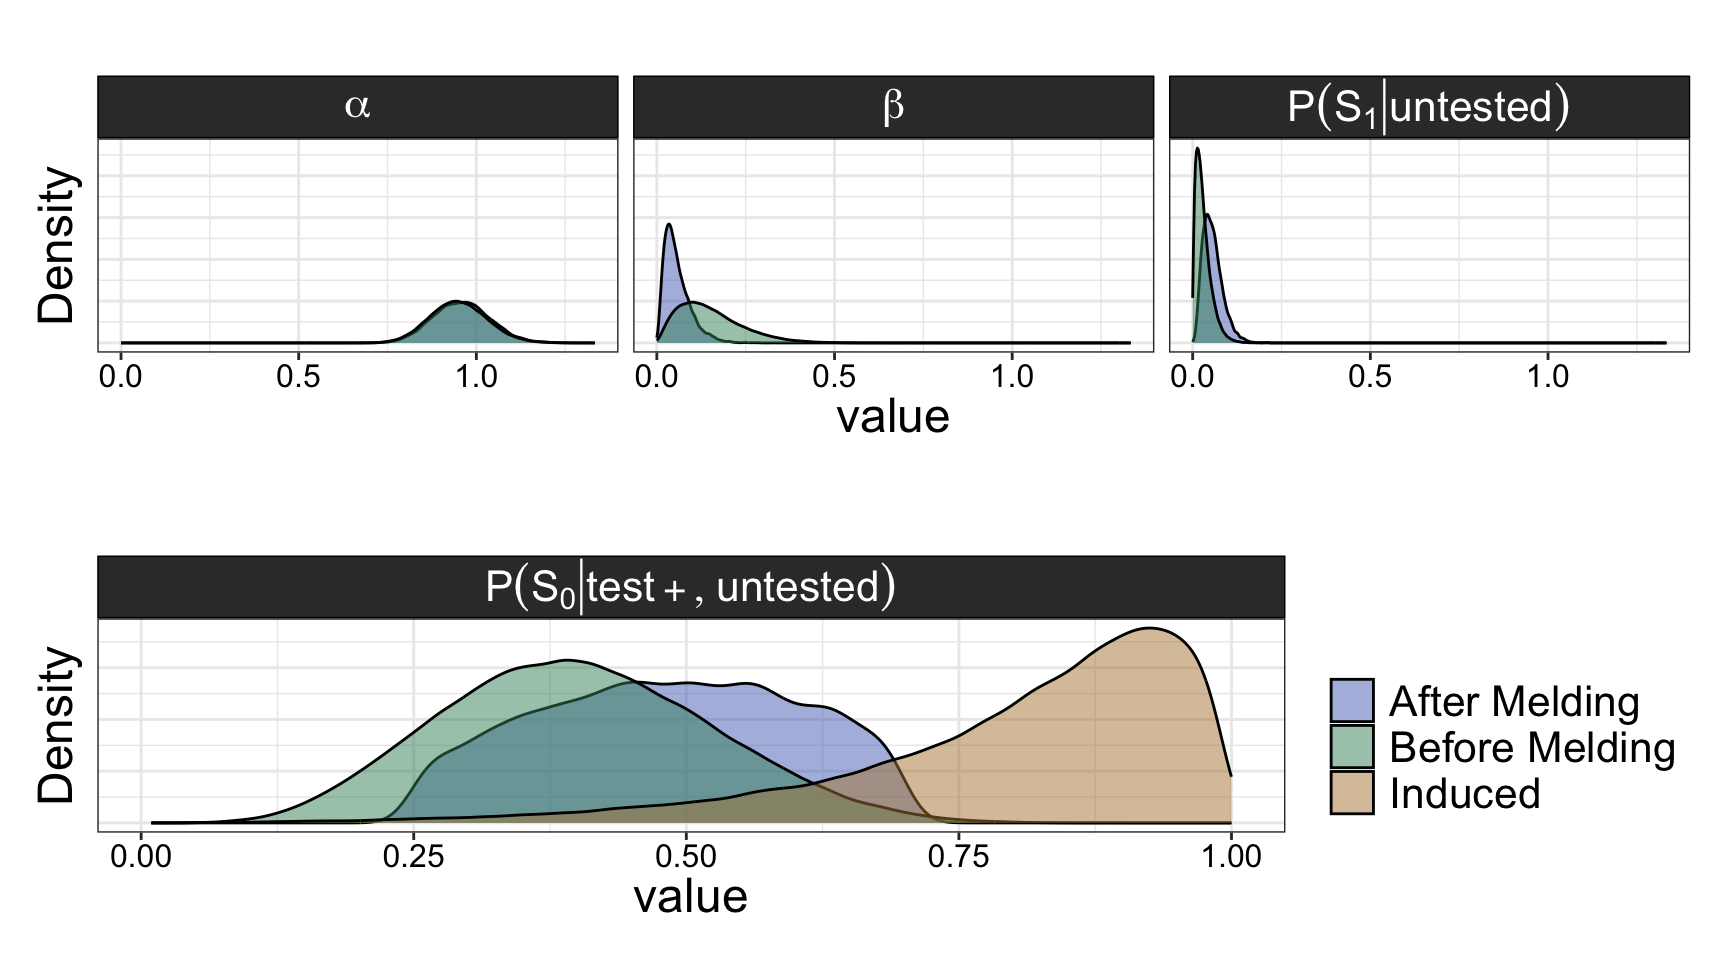 α β P(S₁|untested)
Density
0.0 0.5 1.0 0.0 0.5 1.0 0.0 0.5 1.0
value
P(S₀|test +, untested)
Density
After Melding
Before Melding
Induced
0.00 0.25 0.50 0.75 1.00
value